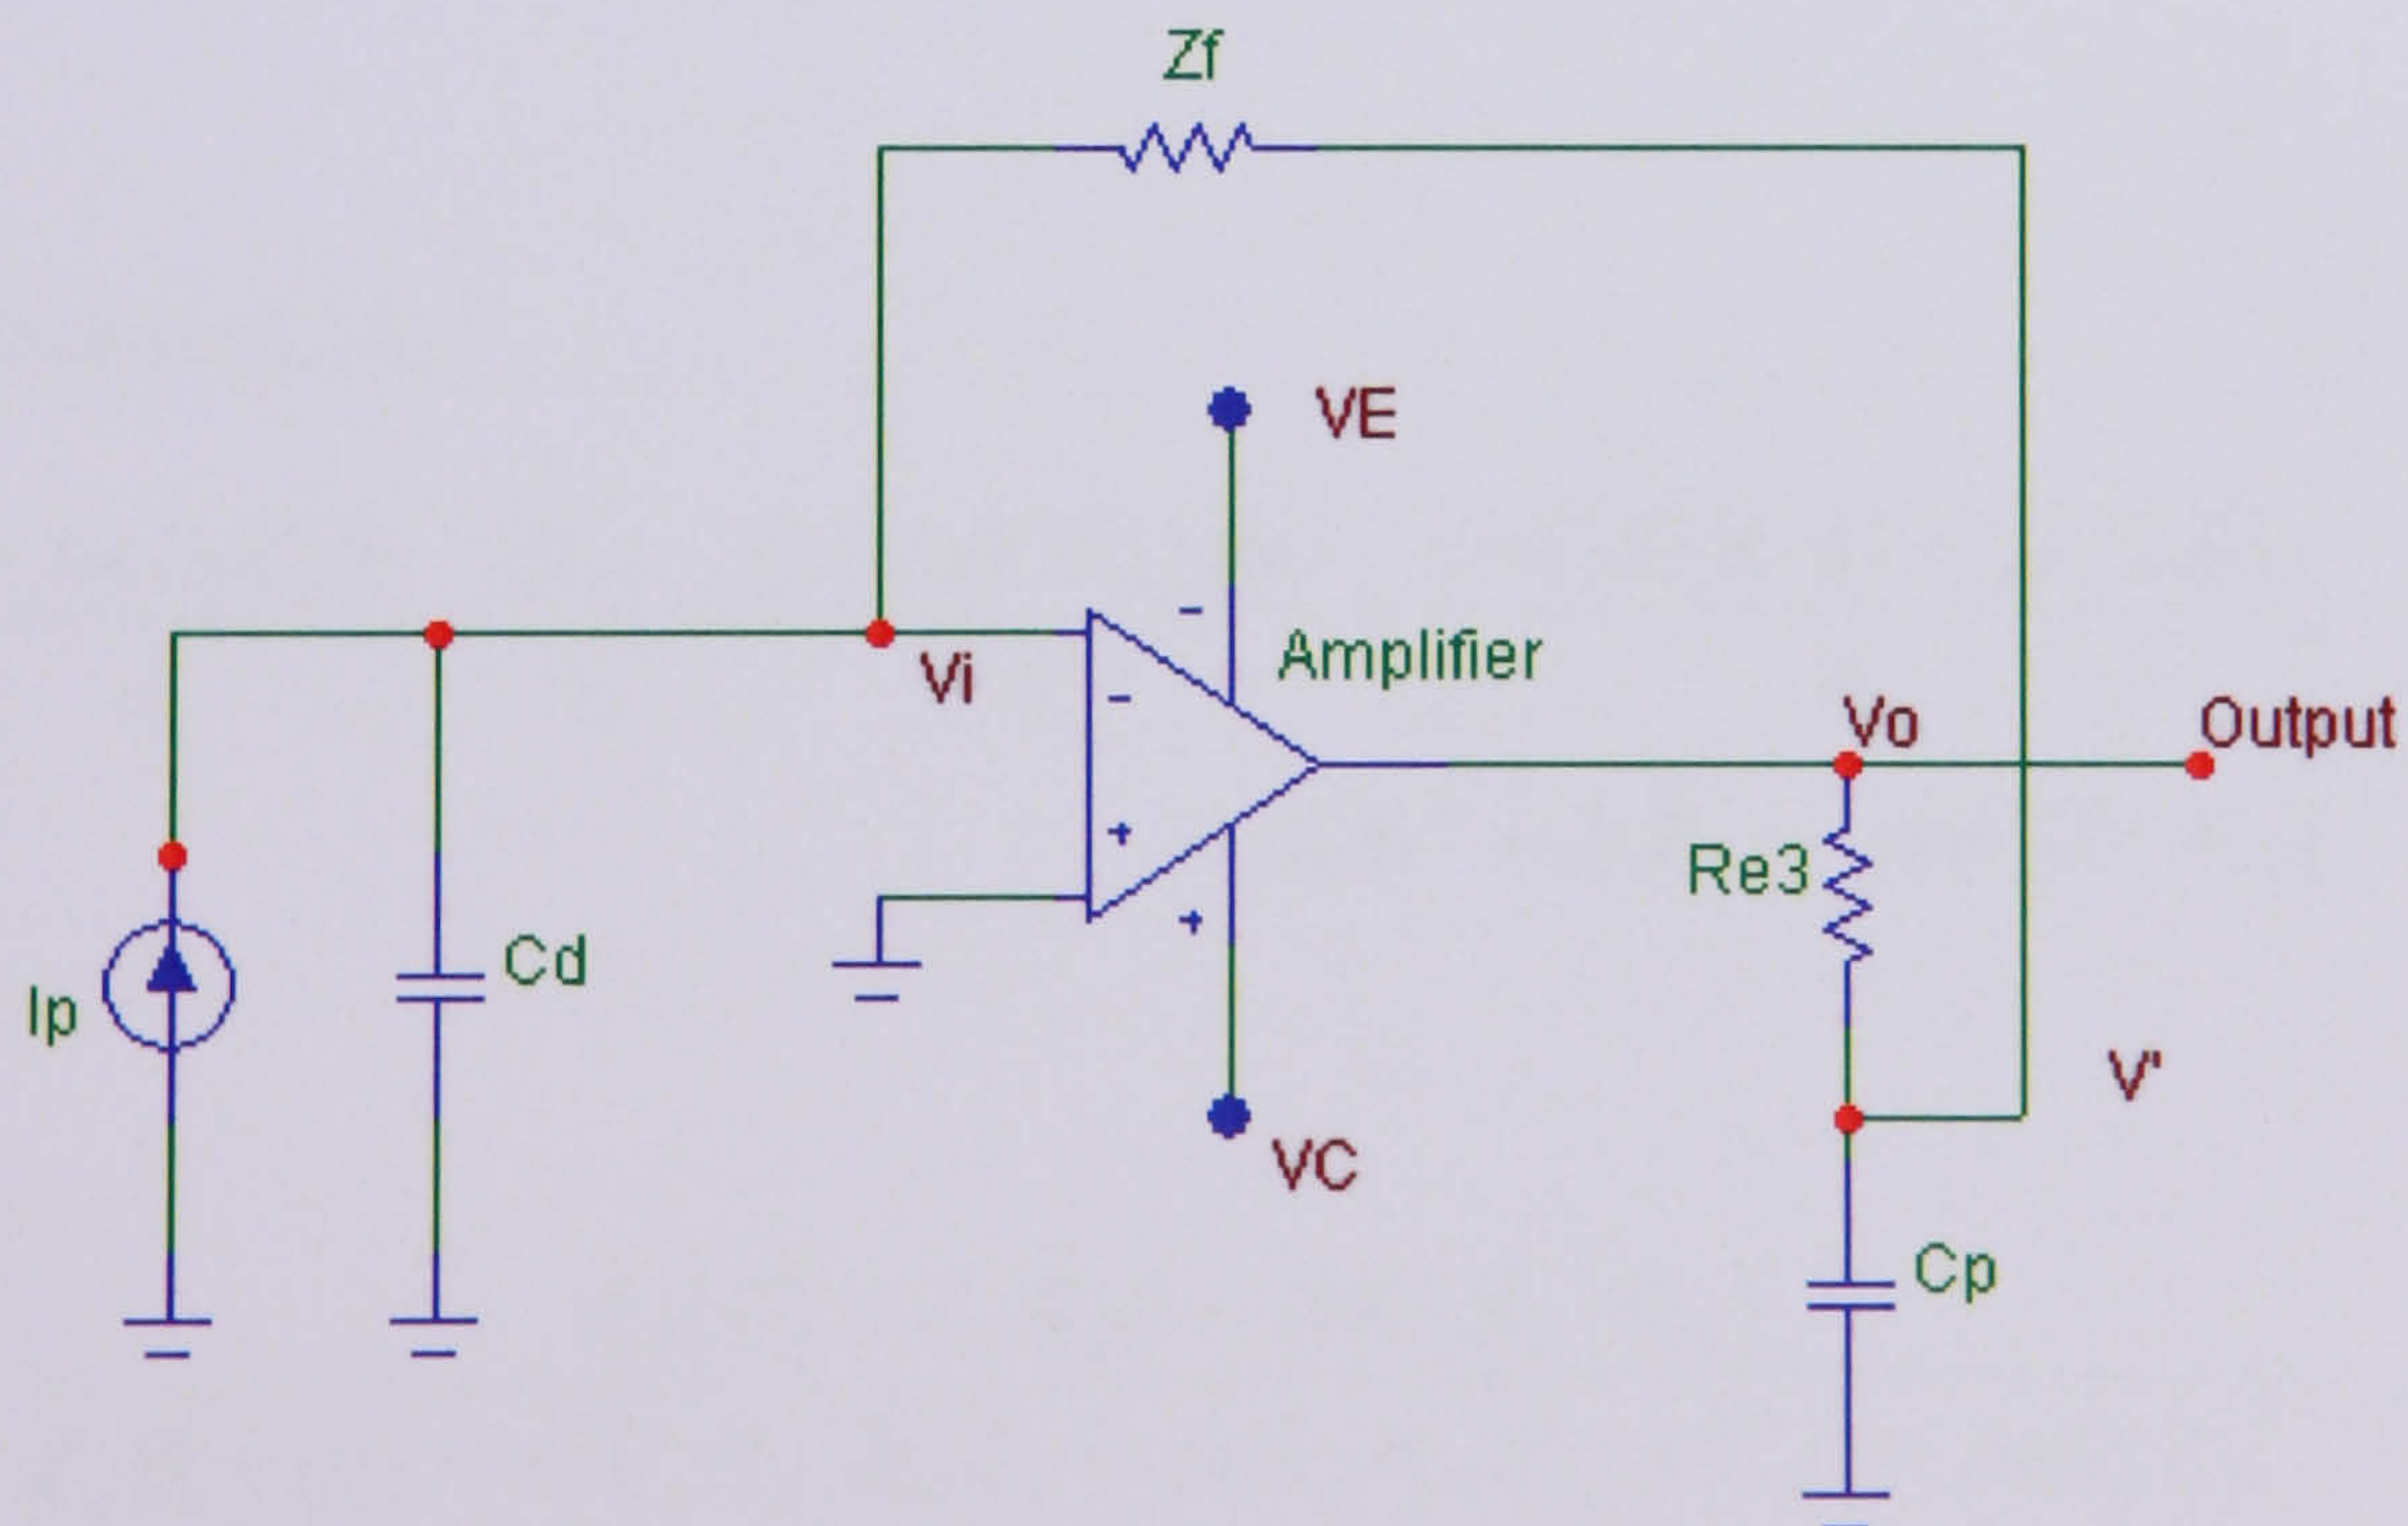 Zf
VE
Vi
-
-
Amplifier
Vo
Output
+
+
Re3
Ip
Cd
VC
V'
Cp